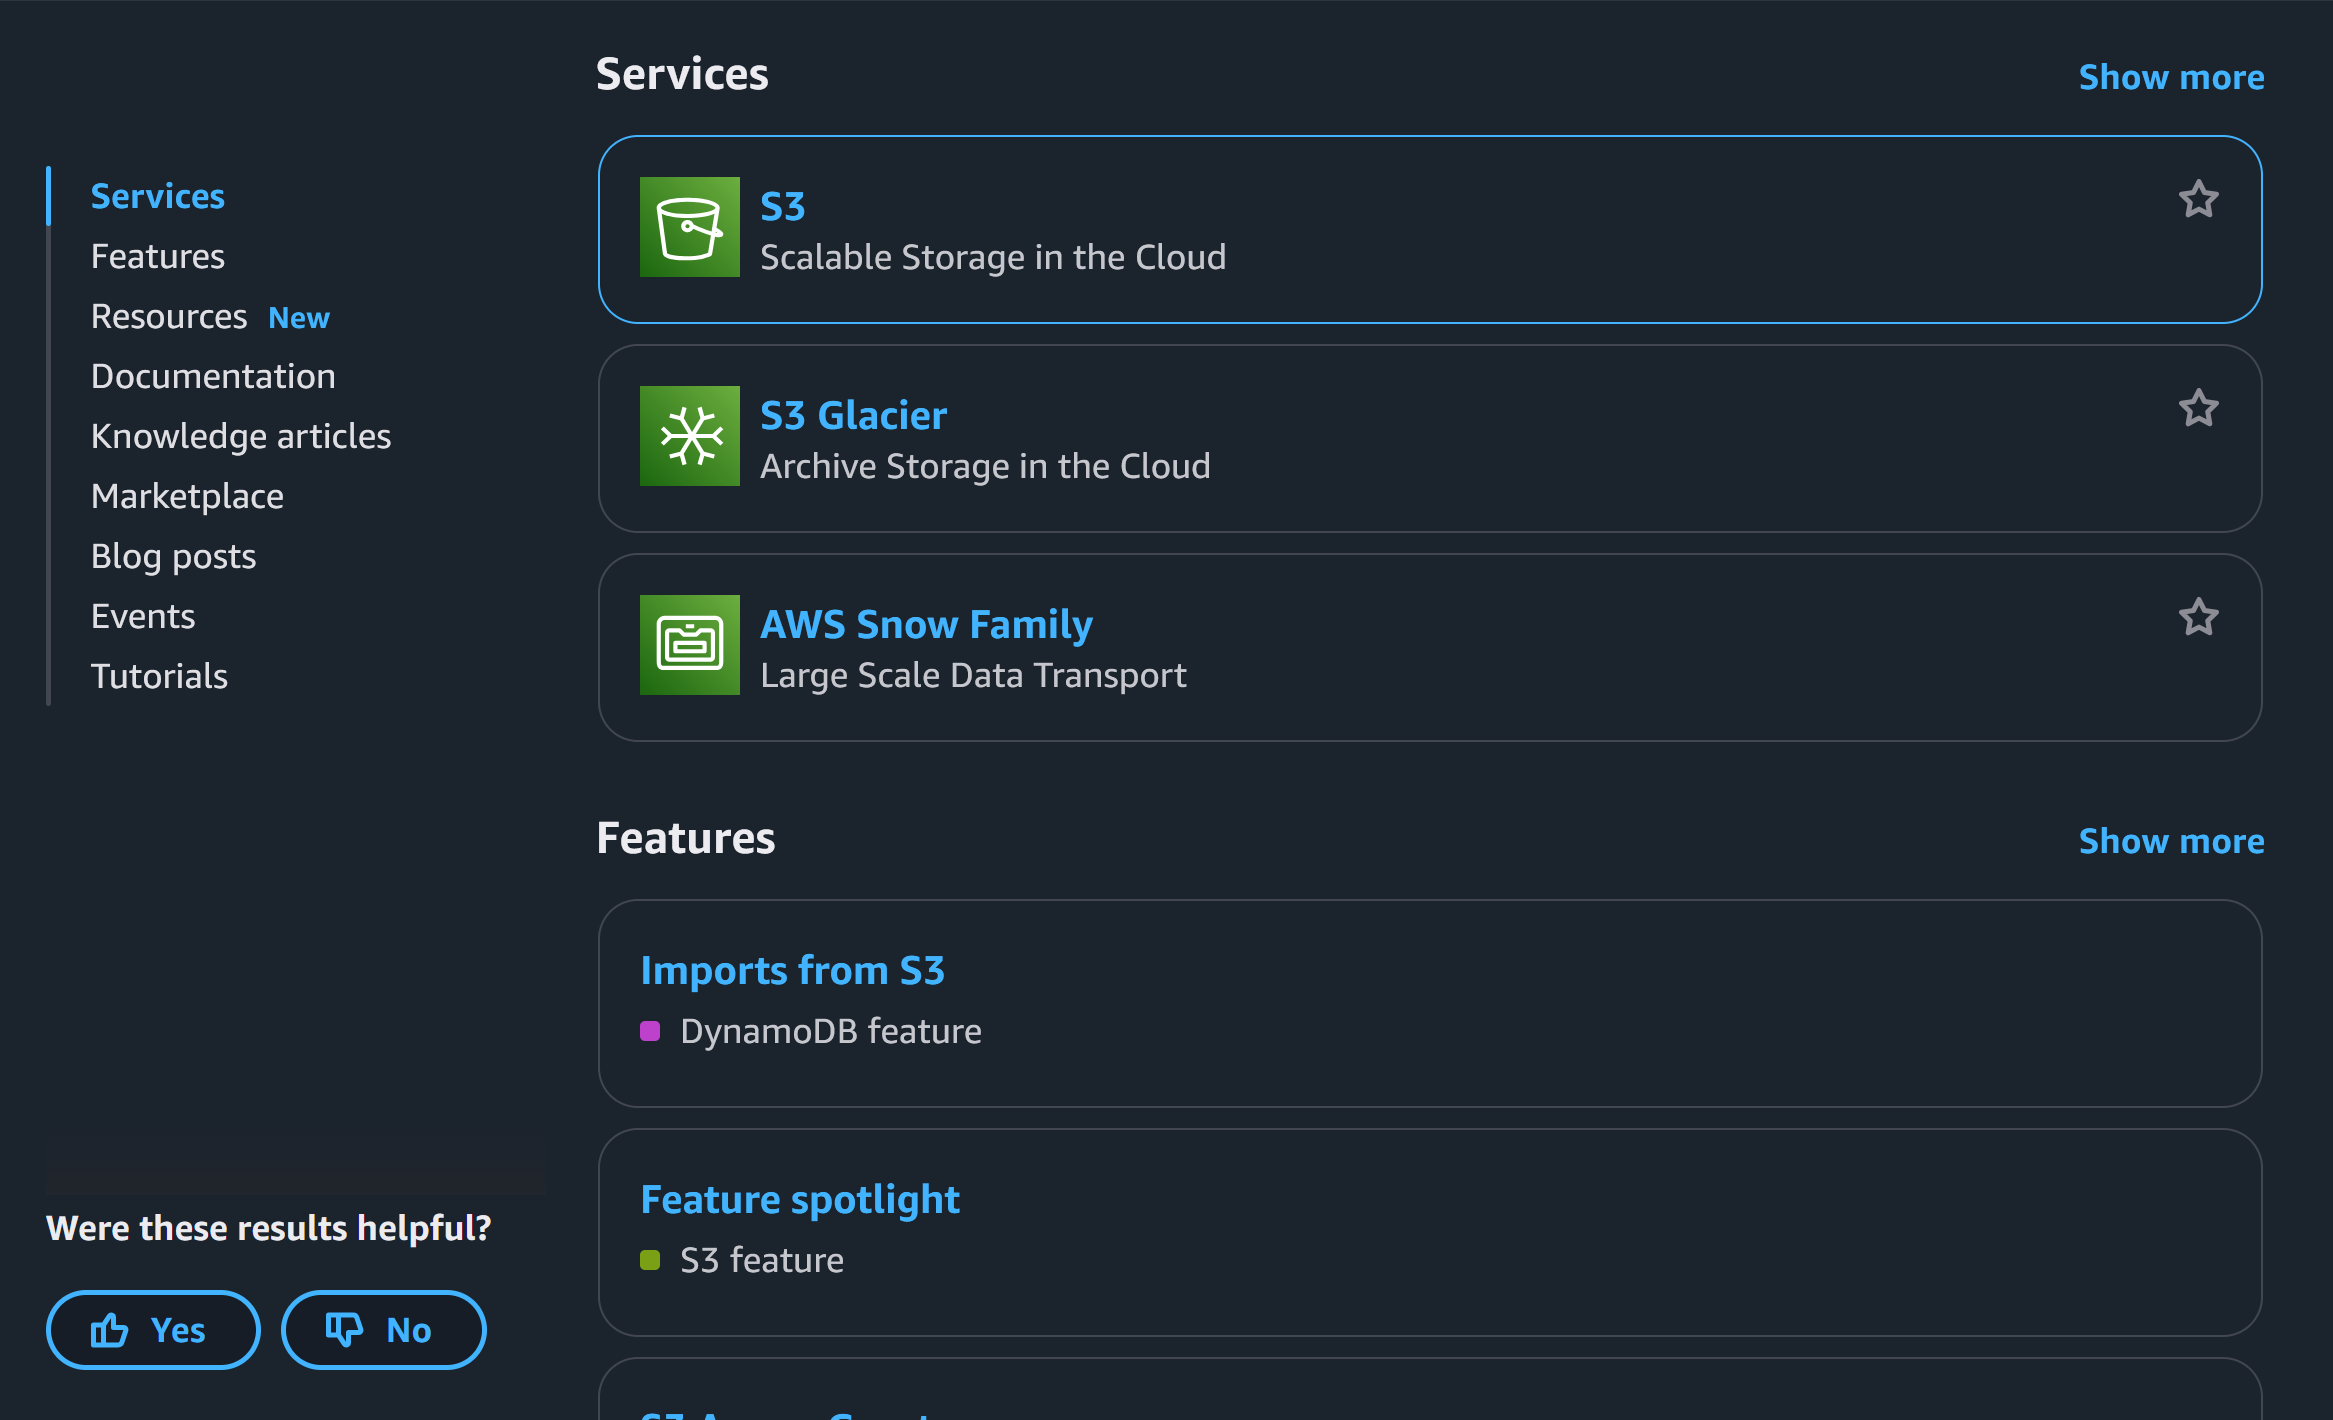 Services
Features
Resources New
Documentation
Knowledge articles
Marketplace
Blog posts
Events
Tutorials
Were these results helpful?
Yes
No
Services
Show more
S3
Scalable Storage in the Cloud
S3 Glacier
Archive Storage in the Cloud
AWS Snow Family
Large Scale Data Transport
Features
Show more
Imports from S3
DynamoDB feature
Feature spotlight
S3 feature